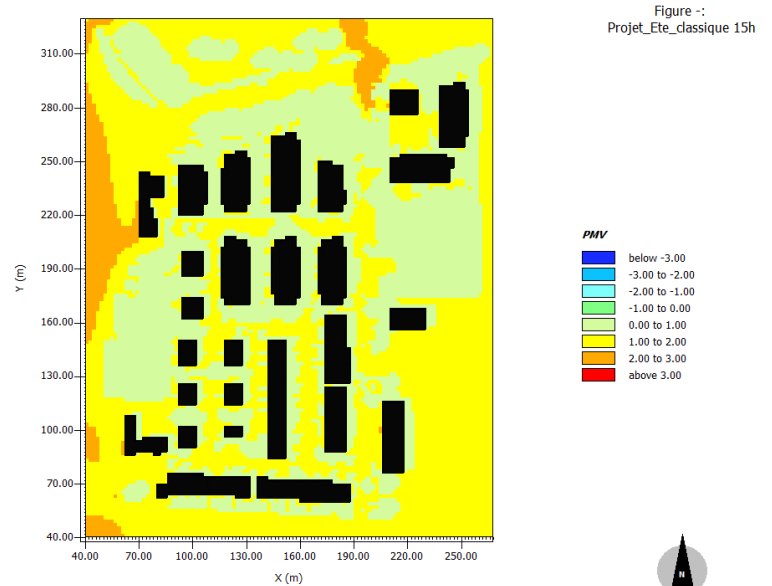 Figure -:
Projet_Ete_classique 15h
310.00
280.00
250.00
220.00
190.00
160.00
130.00
100.00
70.00
40.00
Y (m)
40.00 70.00 100.00 130.00 160.00 190.00 220.00 250.00
X (m)
PMV
below -3.00
-3.00 to -2.00
-2.00 to -1.00
-1.00 to 0.00
0.00 to 1.00
1.00 to 2.00
2.00 to 3.00
above 3.00
N